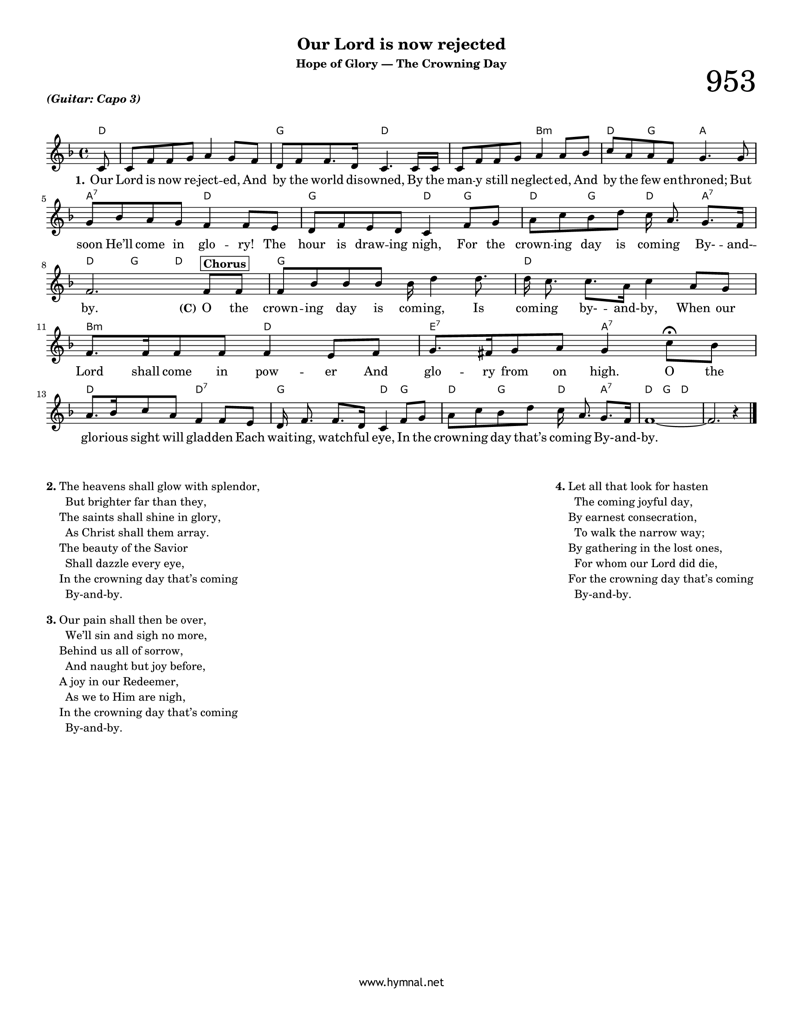 Our Lord is now rejected
Hope of Glory — The Crowning Day
953
(Guitar: Capo 3)
D G D Bm D G A
1. Our Lord is now reject-ed, And by the world disowned, By the man-y still neglected, And by the few enthroned; But
5
A7 D G D G D G D A7
soon He'll come in glo - ry! The hour is draw-ing nigh, For the crown-ing day is coming By- - and--
8
D G D Chorus G D
by. (C) O the crown-ing day is coming, Is coming by- - and-by, When our
11
Bm D E7 A7
Lord shall come in pow - er And glo - ry from on high. O the
13
D D7 G D G D G D A7 D G D
glorious sight will gladden Each waiting, watchful eye, In the crowning day that's coming By-and-by.
2. The heavens shall glow with splendor,
But brighter far than they,
The saints shall shine in glory,
As Christ shall them array.
The beauty of the Savior
Shall dazzle every eye,
In the crowning day that's coming
By-and-by.
3. Our pain shall then be over,
We'll sin and sigh no more,
Behind us all of sorrow,
And naught but joy before,
A joy in our Redeemer,
As we to Him are nigh,
In the crowning day that's coming
By-and-by.
4. Let all that look for hasten
The coming joyful day,
By earnest consecration,
To walk the narrow way;
By gathering in the lost ones,
For whom our Lord did die,
For the crowning day that's coming
By-and-by.
www.hymnal.net